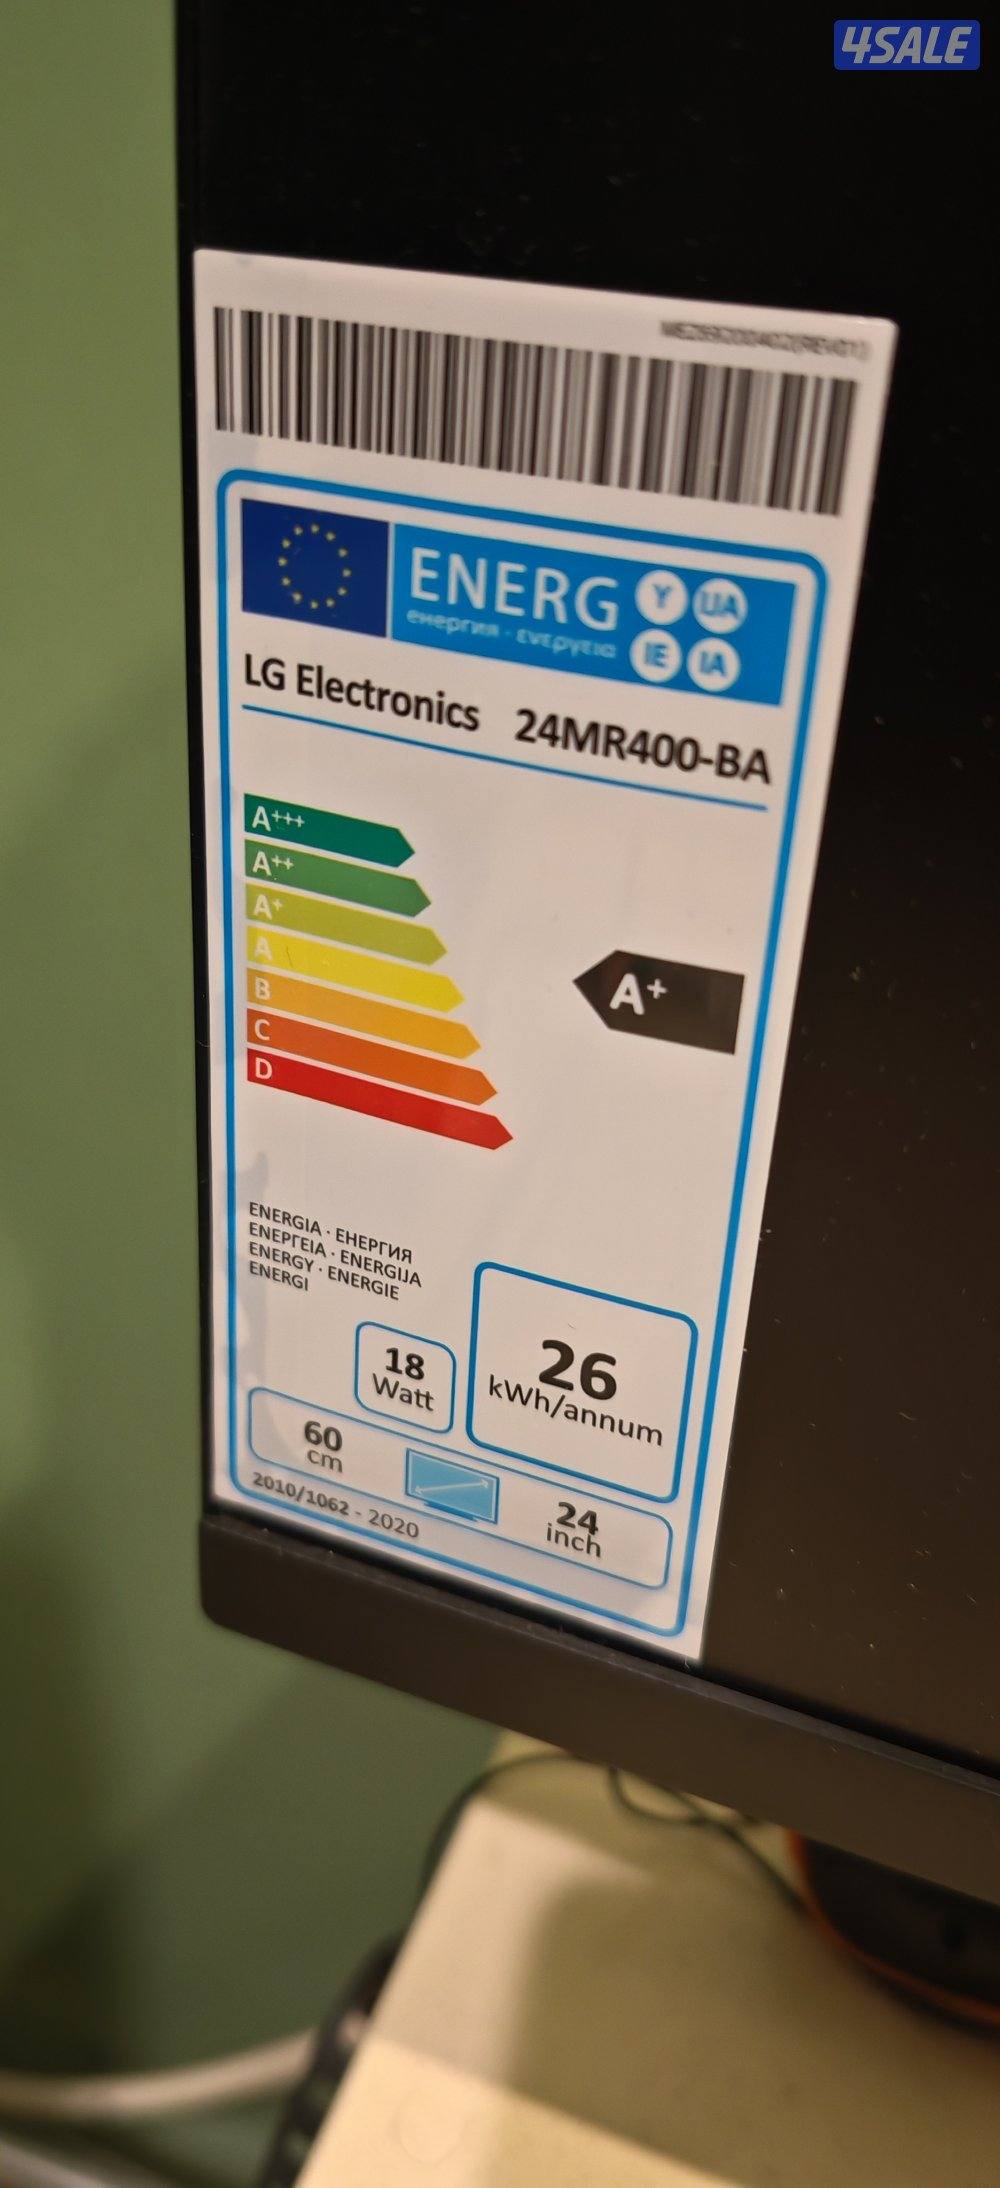 4SALE
ENERG Y UA
енергия · ενεργεια IE IA
LG Electronics 24MR400-BA
A+++
A++
A+
A
B
C
D
A+
ENERGIA · ЕНЕРГИЯ
ΕΝΕΡΓΕΙΑ · ENERGIJA
ENERGY · ENERGIE
ENERGI
18
Watt
26
kWh/annum
60
cm
24
inch
2010/1062 - 2020